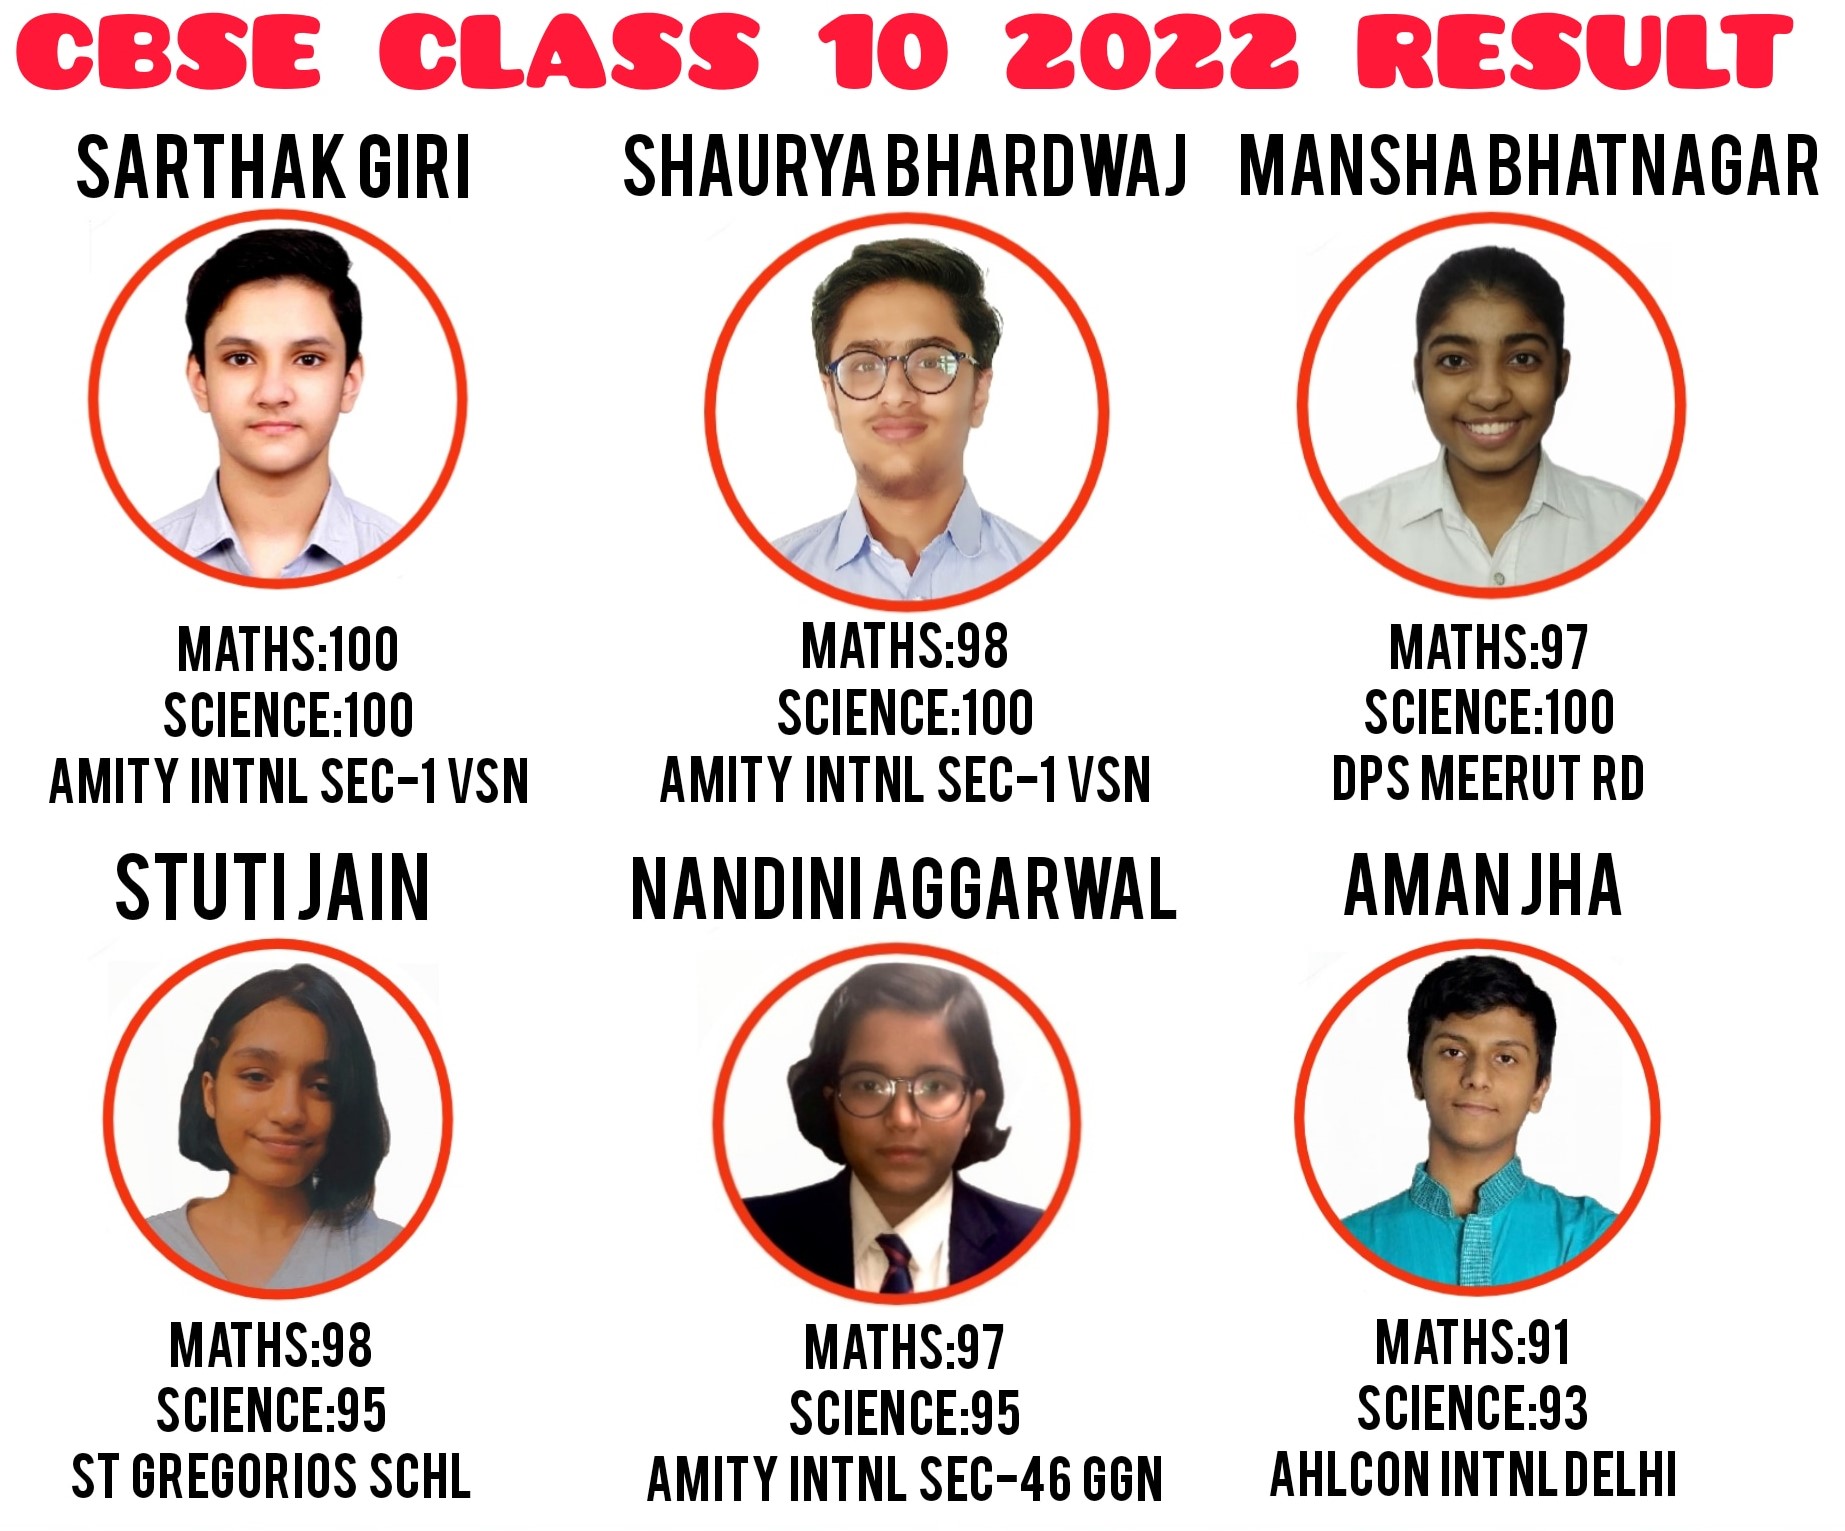 CBSE CLASS 10 2022 RESULT
SARTHAK GIRI
MATHS:100
SCIENCE:100
AMITY INTNL SEC-1 VSN
SHAURYA BHARDWAJ
MATHS:98
SCIENCE:100
AMITY INTNL SEC-1 VSN
MANSHA BHATNAGAR
MATHS:97
SCIENCE:100
DPS MEERUT RD
STUTI JAIN
MATHS:98
SCIENCE:95
ST GREGORIOS SCHL
NANDINI AGGARWAL
MATHS:97
SCIENCE:95
AMITY INTNL SEC-46 GGN
AMAN JHA
MATHS:91
SCIENCE:93
AHLCON INTNL DELHI